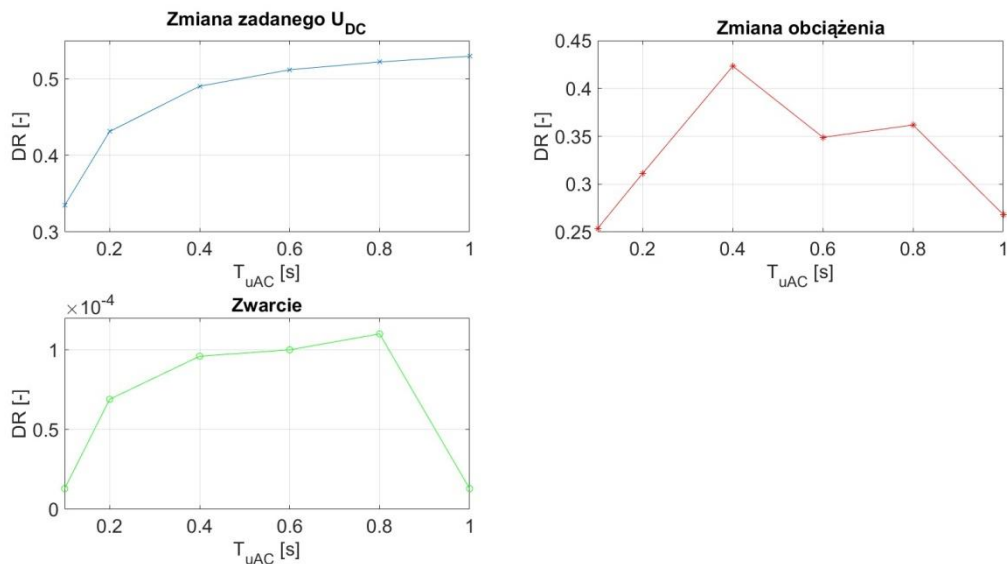 Zmiana zadanego U_DC
0.5
0.4
0.3
DR [-]
0.2 0.4 0.6 0.8 1
T_uAC [s]
Zmiana obciążenia
0.45
0.4
0.35
0.3
0.25
DR [-]
0.2 0.4 0.6 0.8 1
T_uAC [s]
Zwarcie
×10^-4
1
0.5
0
DR [-]
0.2 0.4 0.6 0.8 1
T_uAC [s]